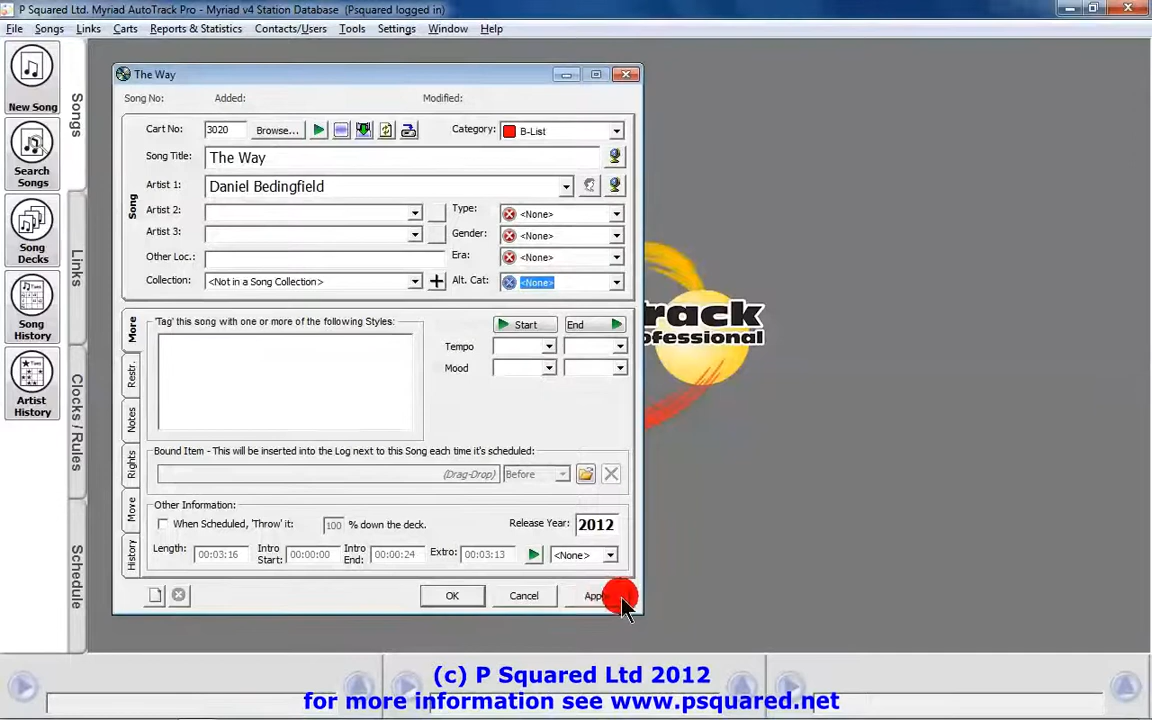 P Squared Ltd. Myriad AutoTrack Pro - Myriad v4 Station Database (Psquared logged in)
File Songs Links Carts Reports & Statistics Contacts/Users Tools Settings Window Help
New Song
Search Songs
Song Decks
Song History
Artist History
Songs
Links
Clocks / Rules
Schedule
The Way
Song No: Added: Modified:
Song
Cart No: 3020 Browse... Category: B-List
Song Title: The Way
Artist 1: Daniel Bedingfield
Artist 2: Type: <None>
Artist 3: Gender: <None>
Other Loc.: Era: <None>
Collection: <Not in a Song Collection> Alt. Cat: <None>
More
Restr.
Notes
Rights
Move
History
'Tag' this song with one or more of the following Styles: Start End
Tempo
Mood
Bound Item - This will be inserted into the Log next to this Song each time it's scheduled:
(Drag-Drop) Before
Other Information:
When Scheduled, 'Throw' it: 100 % down the deck. Release Year: 2012
Length: 00:03:16 Intro Start: 00:00:00 Intro End: 00:00:24 Extro: 00:03:13 <None>
OK Cancel
rack
ofessional
(c) P Squared Ltd 2012
for more information see www.psquared.net